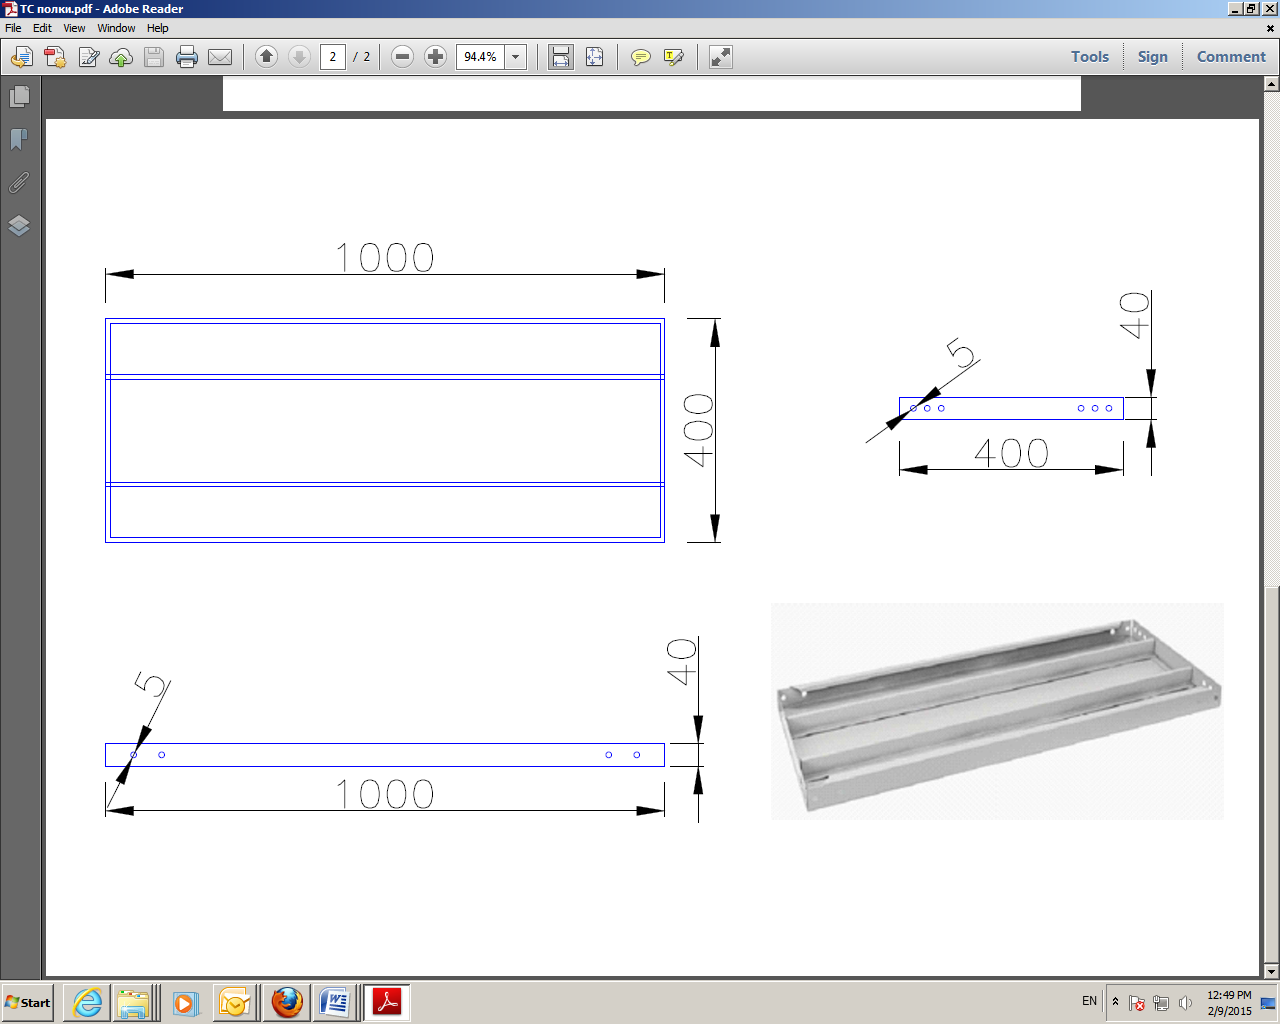 ТС полки.pdf - Adobe Reader
File Edit View Window Help
2 / 2 94.4% Tools Sign Comment
1000
400
5
40
400
5
40
1000
Start
EN
12:49 PM
2/9/2015